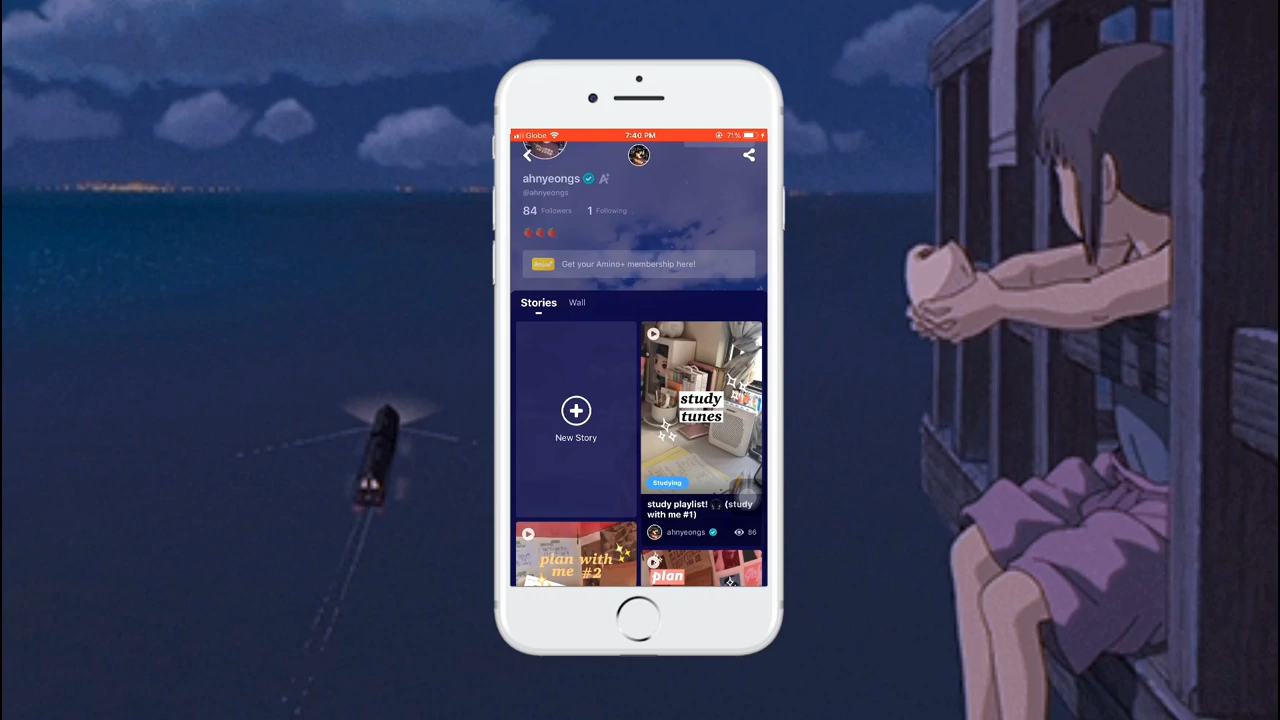 Globe
7:40 PM
71%
ahnyeongs
@ahnyeongs
84 Followers 1 Following
Amino+ Get your Amino+ membership here!
Stories Wall
New Story
study
tunes
Studying
study playlist! 🎧 (study
with me #1)
ahnyeongs 86
plan with
me #2
plan